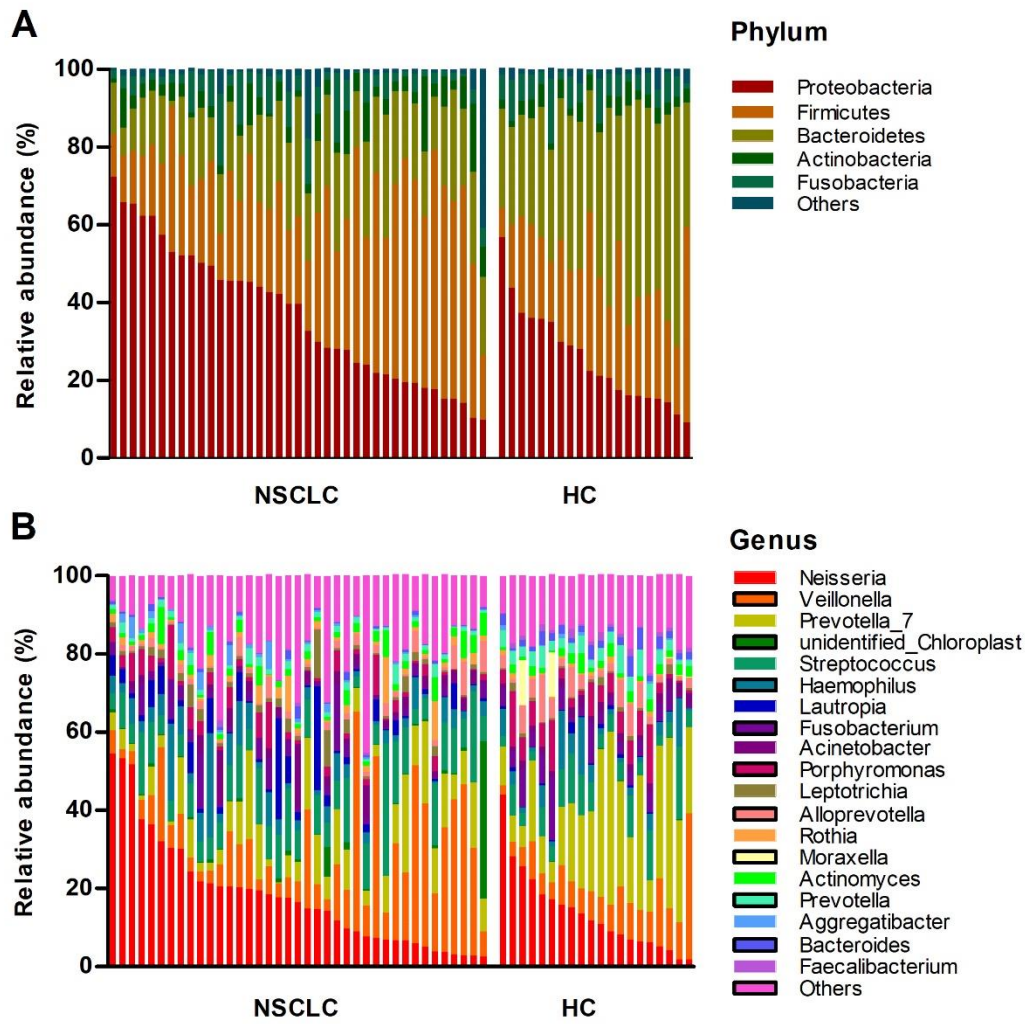 A
Phylum
100
80
60
40
20
0
Relative abundance (%)
Proteobacteria
Firmicutes
Bacteroidetes
Actinobacteria
Fusobacteria
Others
NSCLC
HC
B
Genus
100
80
60
40
20
0
Relative abundance (%)
Neisseria
Veillonella
Prevotella_7
unidentified_Chloroplast
Streptococcus
Haemophilus
Lautropia
Fusobacterium
Acinetobacter
Porphyromonas
Leptotrichia
Alloprevotella
Rothia
Moraxella
Actinomyces
Prevotella
Aggregatibacter
Bacteroides
Faecalibacterium
Others
NSCLC
HC